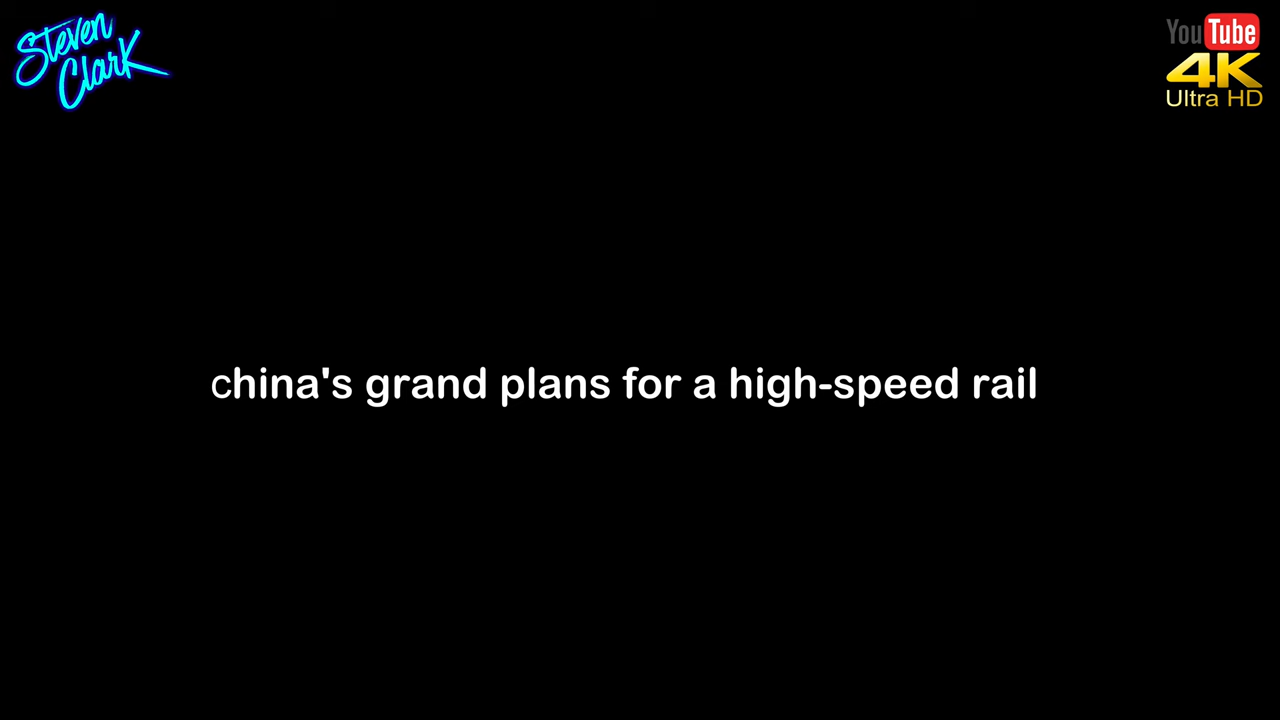 Steven
Clark
YouTube
4K
Ultra HD
china's grand plans for a high-speed rail